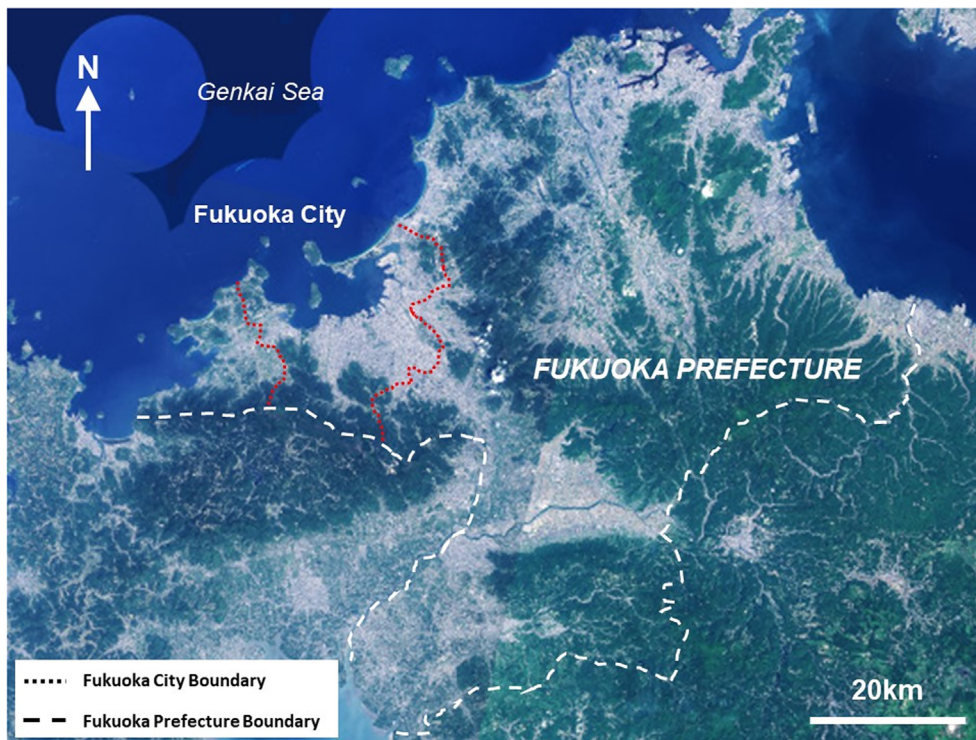 N
Genkai Sea
Fukuoka City
FUKUOKA PREFECTURE
Fukuoka City Boundary
Fukuoka Prefecture Boundary
20km